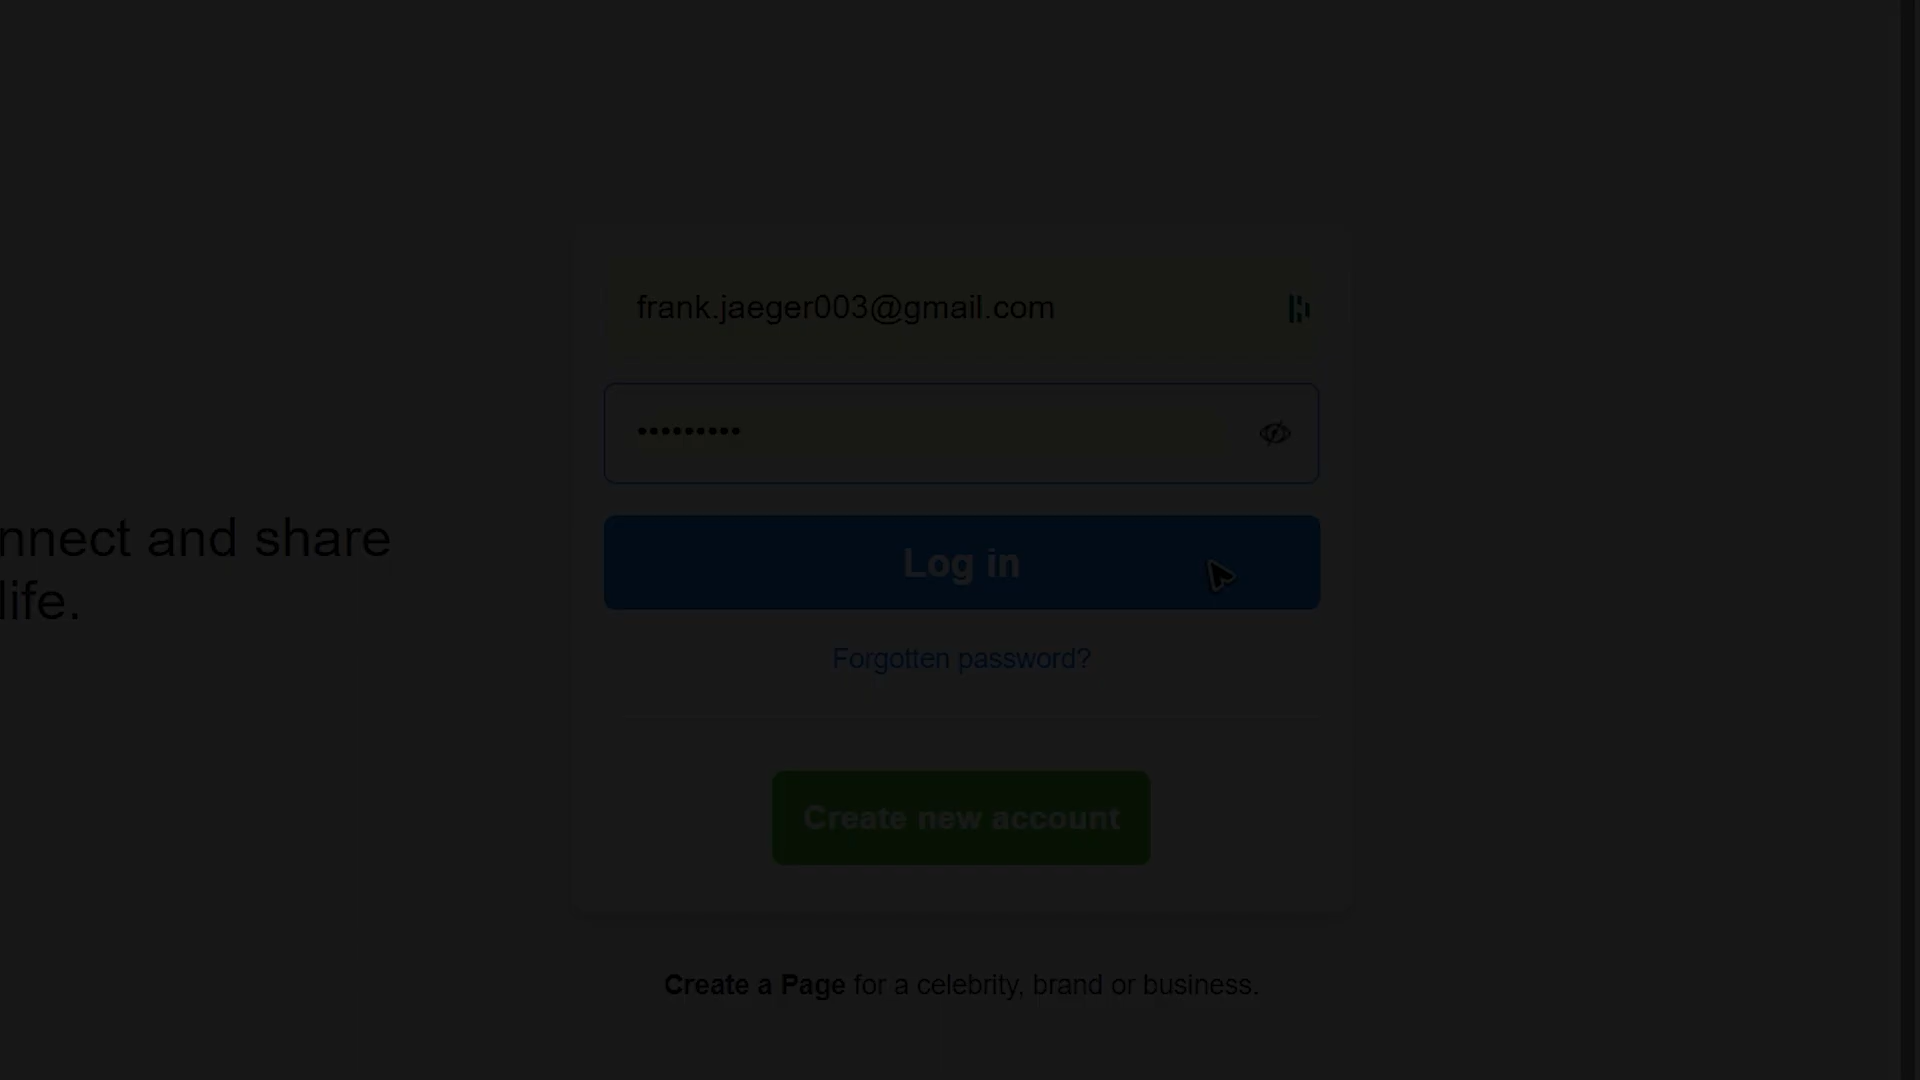 frank.jaeger003@gmail.com
•••••••••
nnect and share
life.
Log in
Forgotten password?
Create new account
Create a Page for a celebrity, brand or business.